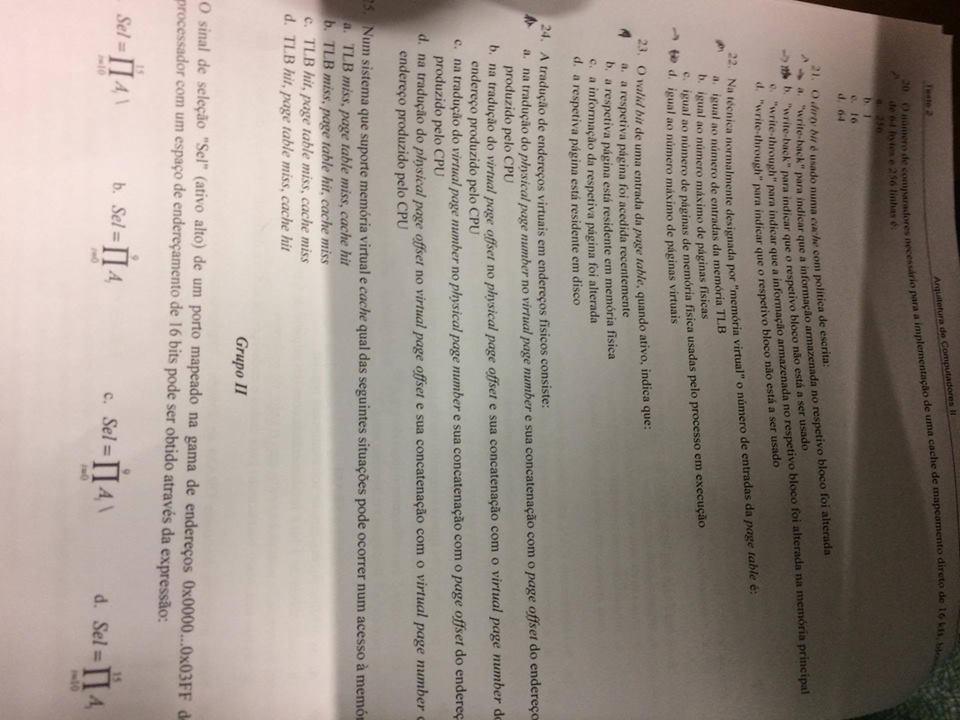 Teste 2
Arquitetura de Computadores II
20. O número de comparadores necessário para a implementação de uma cache de mapeamento direto de 16 kB,
de 64 bytes e 256 linhas é:
a. 256
b. 1
c. 16
d. 64
21. O dirty bit é usado numa cache com política de escrita:
a. "write-back" para indicar que a informação armazenada no respetivo bloco foi alterada
b. "write-back" para indicar que o respetivo bloco não está a ser usado
c. "write-through" para indicar que a informação armazenada no respetivo bloco foi alterada na memória principal
d. "write-through" para indicar que o respetivo bloco não está a ser usado
22. Na técnica normalmente designada por "memória virtual" o número de entradas da page table é:
a. igual ao número de entradas da memória TLB
b. igual ao número máximo de páginas físicas
c. igual ao número de páginas de memória física usadas pelo processo em execução
d. igual ao número máximo de páginas virtuais
23. O valid bit de uma entrada da page table, quando ativo, indica que:
a. a respetiva página foi acedida recentemente
b. a respetiva página está residente em memória física
c. a informação da respetiva página foi alterada
d. a respetiva página está residente em disco
24. A tradução de endereços virtuais em endereços físicos consiste:
a. na tradução do physical page number no virtual page number e sua concatenação com o page offset do endereço
produzido pelo CPU
b. na tradução do virtual page offset no physical page offset e sua concatenação com o virtual page number do
endereço produzido pelo CPU
c. na tradução do virtual page number no physical page number e sua concatenação com o page offset do endereç
produzido pelo CPU
d. na tradução do physical page offset no virtual page offset e sua concatenação com o virtual page number
endereço produzido pelo CPU
25. Num sistema que suporte memória virtual e cache qual das seguintes situações pode ocorrer num acesso à memór
a. TLB miss, page table miss, cache hit
b. TLB miss, page table hit, cache miss
c. TLB hit, page table miss, cache miss
d. TLB hit, page table miss, cache hit
Grupo II
O sinal de seleção "Sel" (ativo alto) de um porto mapeado na gama de endereços 0x0000...0x03FF d
processador com um espaço de endereçamento de 16 bits pode ser obtido através da expressão:
Sel = ∏_{i=10}^{15} A_i \ b. Sel = ∏_{i=0}^{9} A_i c. Sel = ∏_{i=0}^{9} A_i \ d. Sel = ∏_{i=10}^{15} A_i